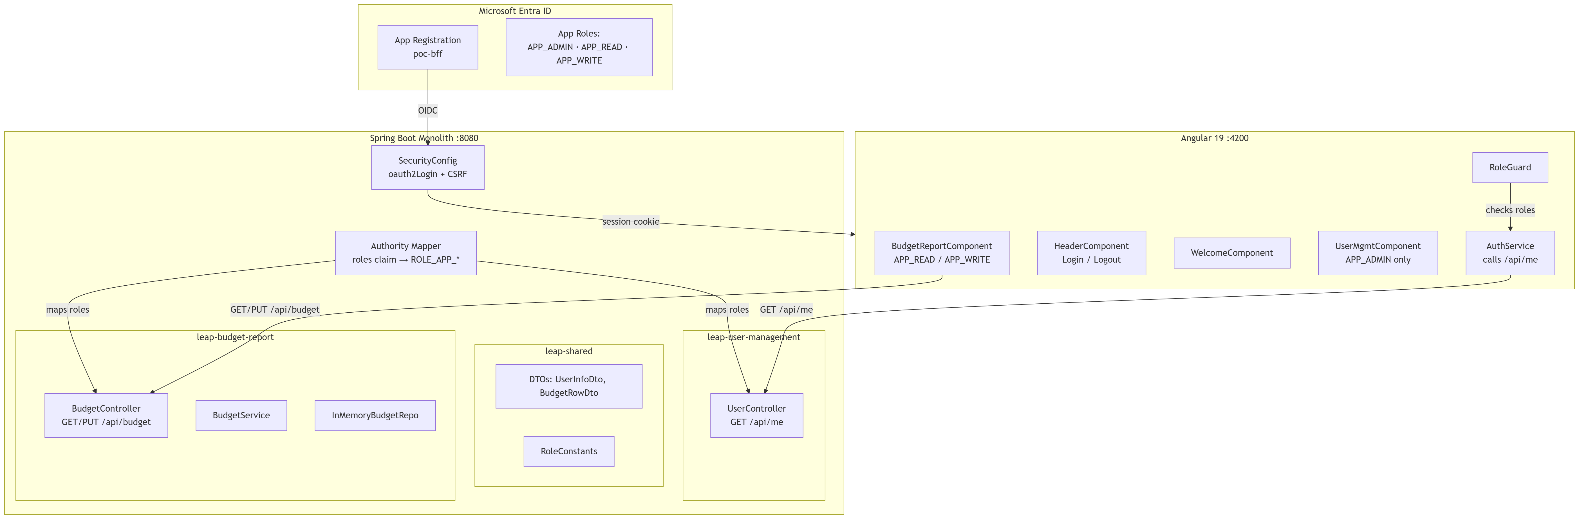 Microsoft Entra ID
App Registration
poc-bff
App Roles:
APP_ADMIN · APP_READ ·
APP_WRITE
OIDC
Spring Boot Monolith :8080
SecurityConfig
oauth2Login + CSRF
Angular 19 :4200
RoleGuard
session cookie
checks roles
Authority Mapper
roles claim → ROLE_APP_*
BudgetReportComponent
APP_READ / APP_WRITE
HeaderComponent
Login / Logout
WelcomeComponent
UserMgmtComponent
APP_ADMIN only
AuthService
calls /api/me
maps roles
GET/PUT /api/budget
maps roles
GET /api/me
leap-budget-report
BudgetController
GET/PUT /api/budget
BudgetService
InMemoryBudgetRepo
leap-shared
DTOs: UserInfoDto,
BudgetRowDto
RoleConstants
leap-user-management
UserController
GET /api/me